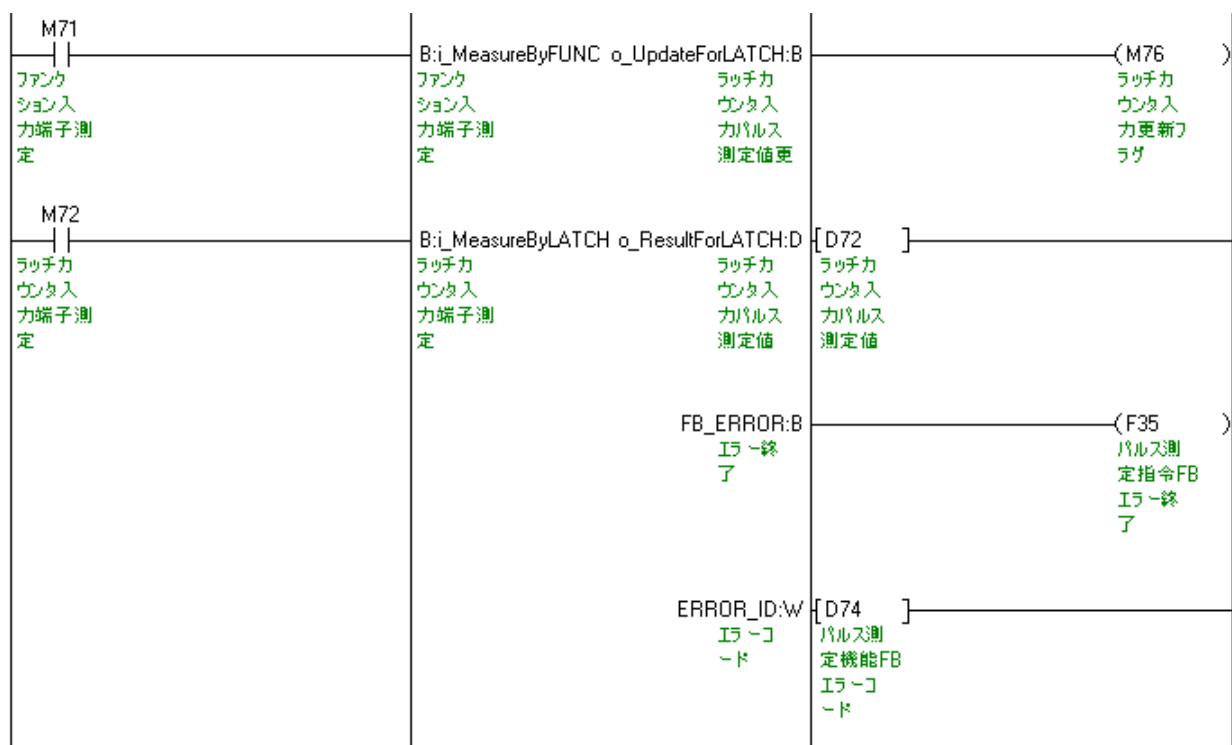 M71
B:i_MeasureByFUNC o_UpdateForLATCH:B
(M76 )
ファンク
ション入
力端子測
定
ファンク
ション入
力端子測
定
ラッチカ
ウンタ入
力パルス
測定値更
ラッチカ
ウンタ入
力更新フ
ラグ
M72
B:i_MeasureByLATCH o_ResultForLATCH:D
[D72 ]
ラッチカ
ウンタ入
力端子測
定
ラッチカ
ウンタ入
力端子測
定
ラッチカ
ウンタ入
力パルス
測定値
ラッチカ
ウンタ入
力パルス
測定値
FB_ERROR:B
(F35 )
エラー終
了
パルス測
定指令FB
エラー終
了
ERROR_ID:W
[D74 ]
エラーコ
ード
パルス測
定機能FB
エラーコ
ード